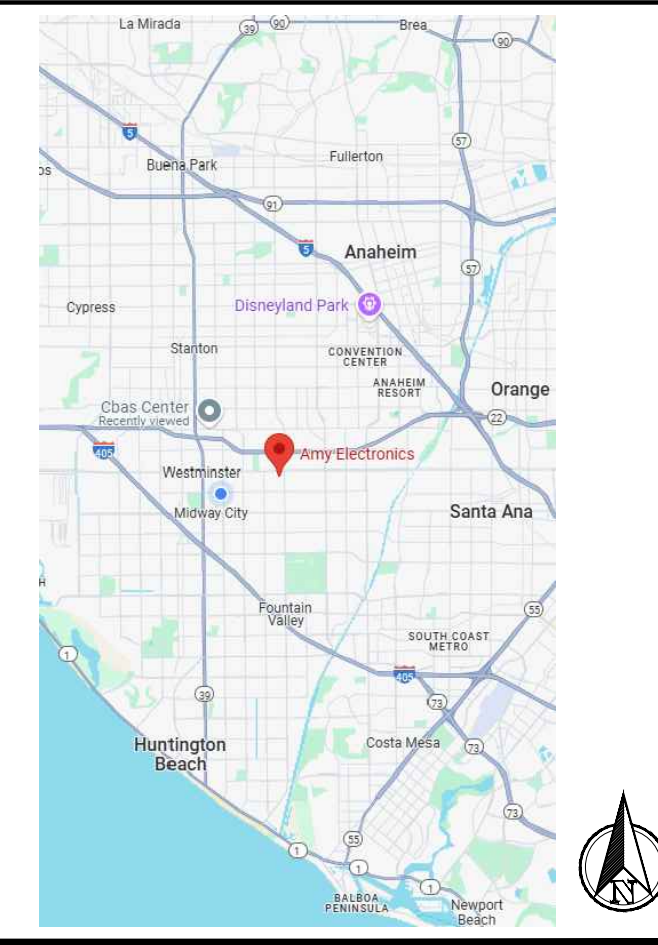 La Mirada
39
90
Brea
90
5
57
Fullerton
Buena Park
os
91
5
Anaheim
57
Disneyland Park
Cypress
Stanton
CONVENTION
CENTER
ANAHEIM
RESORT
Orange
Cbas Center
Recently viewed
22
405
Amy Electronics
Westminster
Midway City
Santa Ana
H
Fountain
Valley
55
SOUTH COAST
METRO
1
405
39
73
Huntington
Beach
Costa Mesa
73
73
55
1
1
1
BALBOA
PENINSULA
Newport
Beach
N